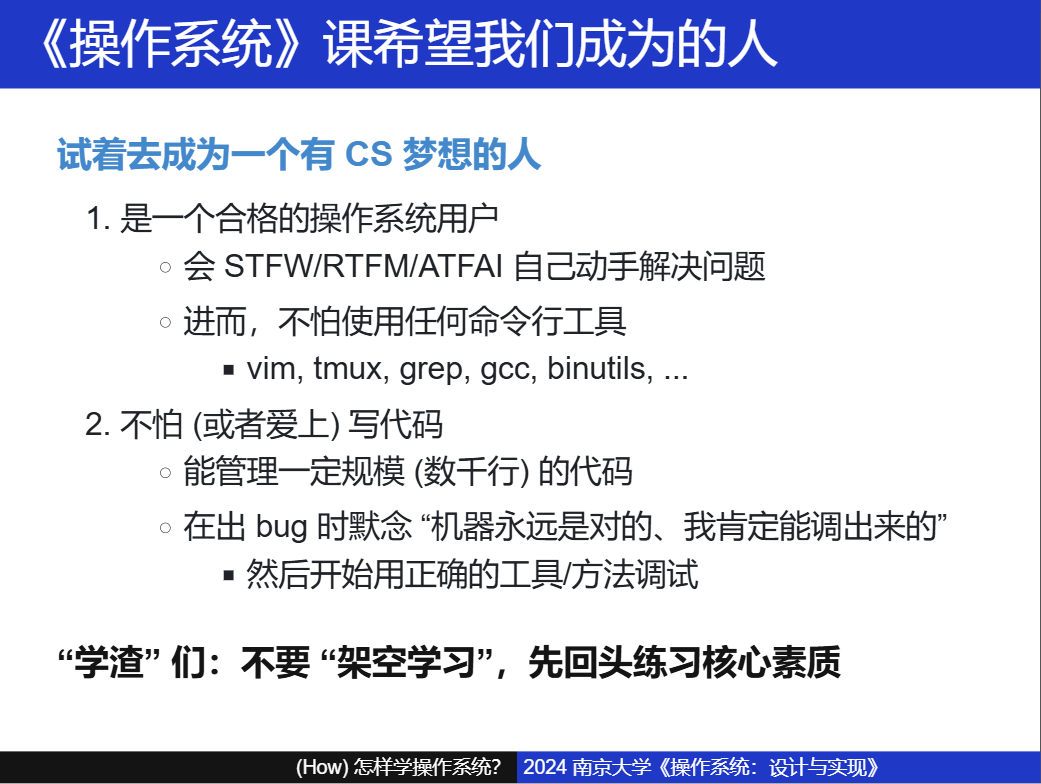 《操作系统》课希望我们成为的人
试着去成为一个有 CS 梦想的人
1. 是一个合格的操作系统用户
○ 会 STFW/RTFM/ATFAI 自己动手解决问题
○ 进而，不怕使用任何命令行工具
■ vim, tmux, grep, gcc, binutils, ...
2. 不怕 (或者爱上) 写代码
○ 能管理一定规模 (数千行) 的代码
○ 在出 bug 时默念 “机器永远是对的、我肯定能调出来的”
■ 然后开始用正确的工具/方法调试
“学渣” 们：不要 “架空学习”，先回头练习核心素质
(How) 怎样学操作系统？ 2024 南京大学《操作系统：设计与实现》